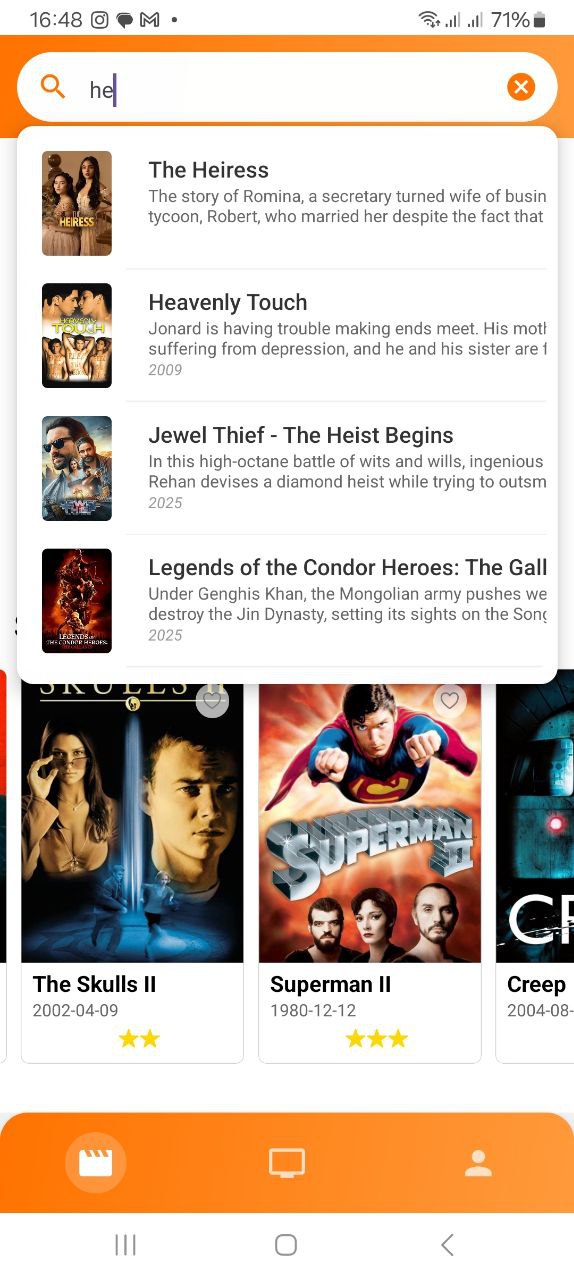 16:48
71%
he
The Heiress
The story of Romina, a secretary turned wife of busin
tycoon, Robert, who married her despite the fact that
THE
HEIRESS
Heavenly Touch
Jonard is having trouble making ends meet. His moth
suffering from depression, and he and his sister are f
2009
HEAVENLY
TOUCH
Jewel Thief - The Heist Begins
In this high-octane battle of wits and wills, ingenious
Rehan devises a diamond heist while trying to outsm
2025
Legends of the Condor Heroes: The Gall
Under Genghis Khan, the Mongolian army pushes we
destroy the Jin Dynasty, setting its sights on the Song
2025
LEGENDS OF
THE CONDOR HEROES:
SKULLS II
SUPERMAN
II
The Skulls II
2002-04-09
Superman II
1980-12-12
Creep
2004-08-